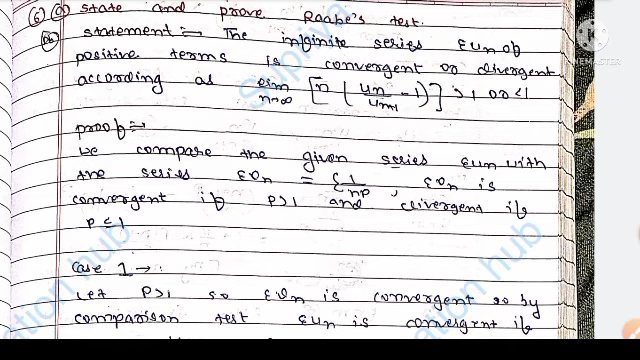 ⑥ ⓐ state and prove Raabe's test.
statement :- The infinite series Σun of
positive terms is convergent or divergent
according as lim n→∞ [n (un/un+1 - 1)] >1 or <1
proof :-
we compare the given series Σun with
the series Σvn = Σ1/np, Σvn is
convergent if P>1 and divergent if
P≤1
case 1 →
Let P>1 so Σvn is convergent so by
comparison test Σun is convergent if